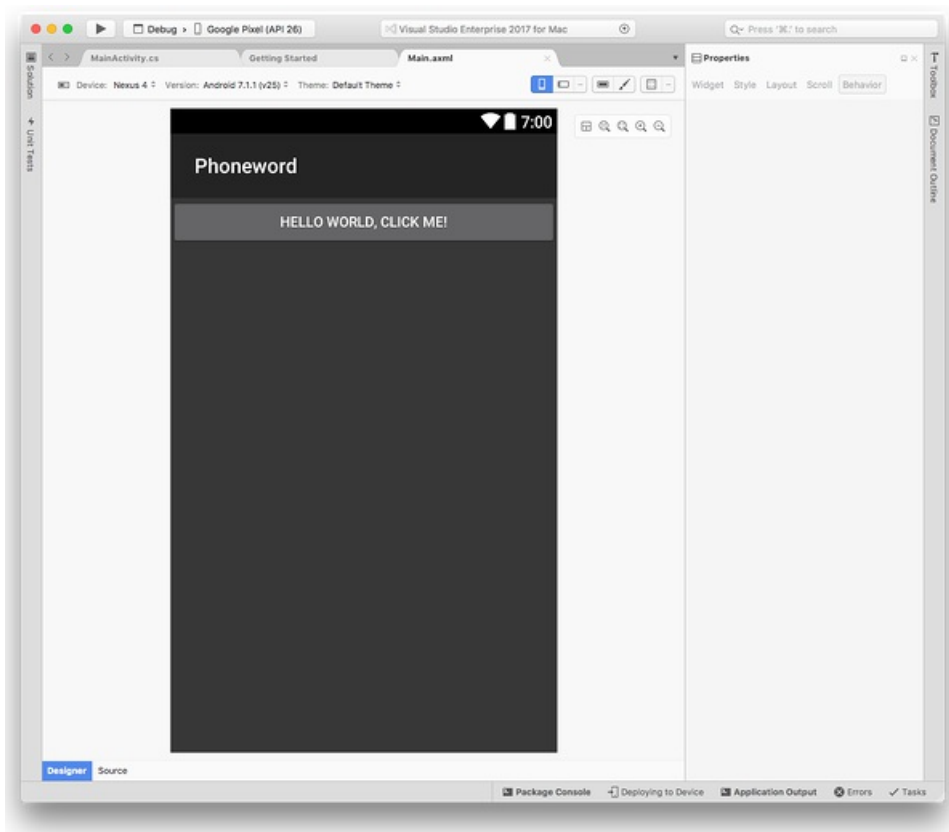 Debug › Google Pixel (API 26)
Visual Studio Enterprise 2017 for Mac
Press '⌘.' to search
MainActivity.cs
Getting Started
Main.axml
Properties
Device: Nexus 4
Version: Android 7.1.1 (v25)
Theme: Default Theme
Widget Style Layout Scroll Behavior
Solution
Unit Tests
Toolbox
Document Outline
7:00
Phoneword
HELLO WORLD, CLICK ME!
Designer Source
Package Console
Deploying to Device
Application Output
Errors
Tasks